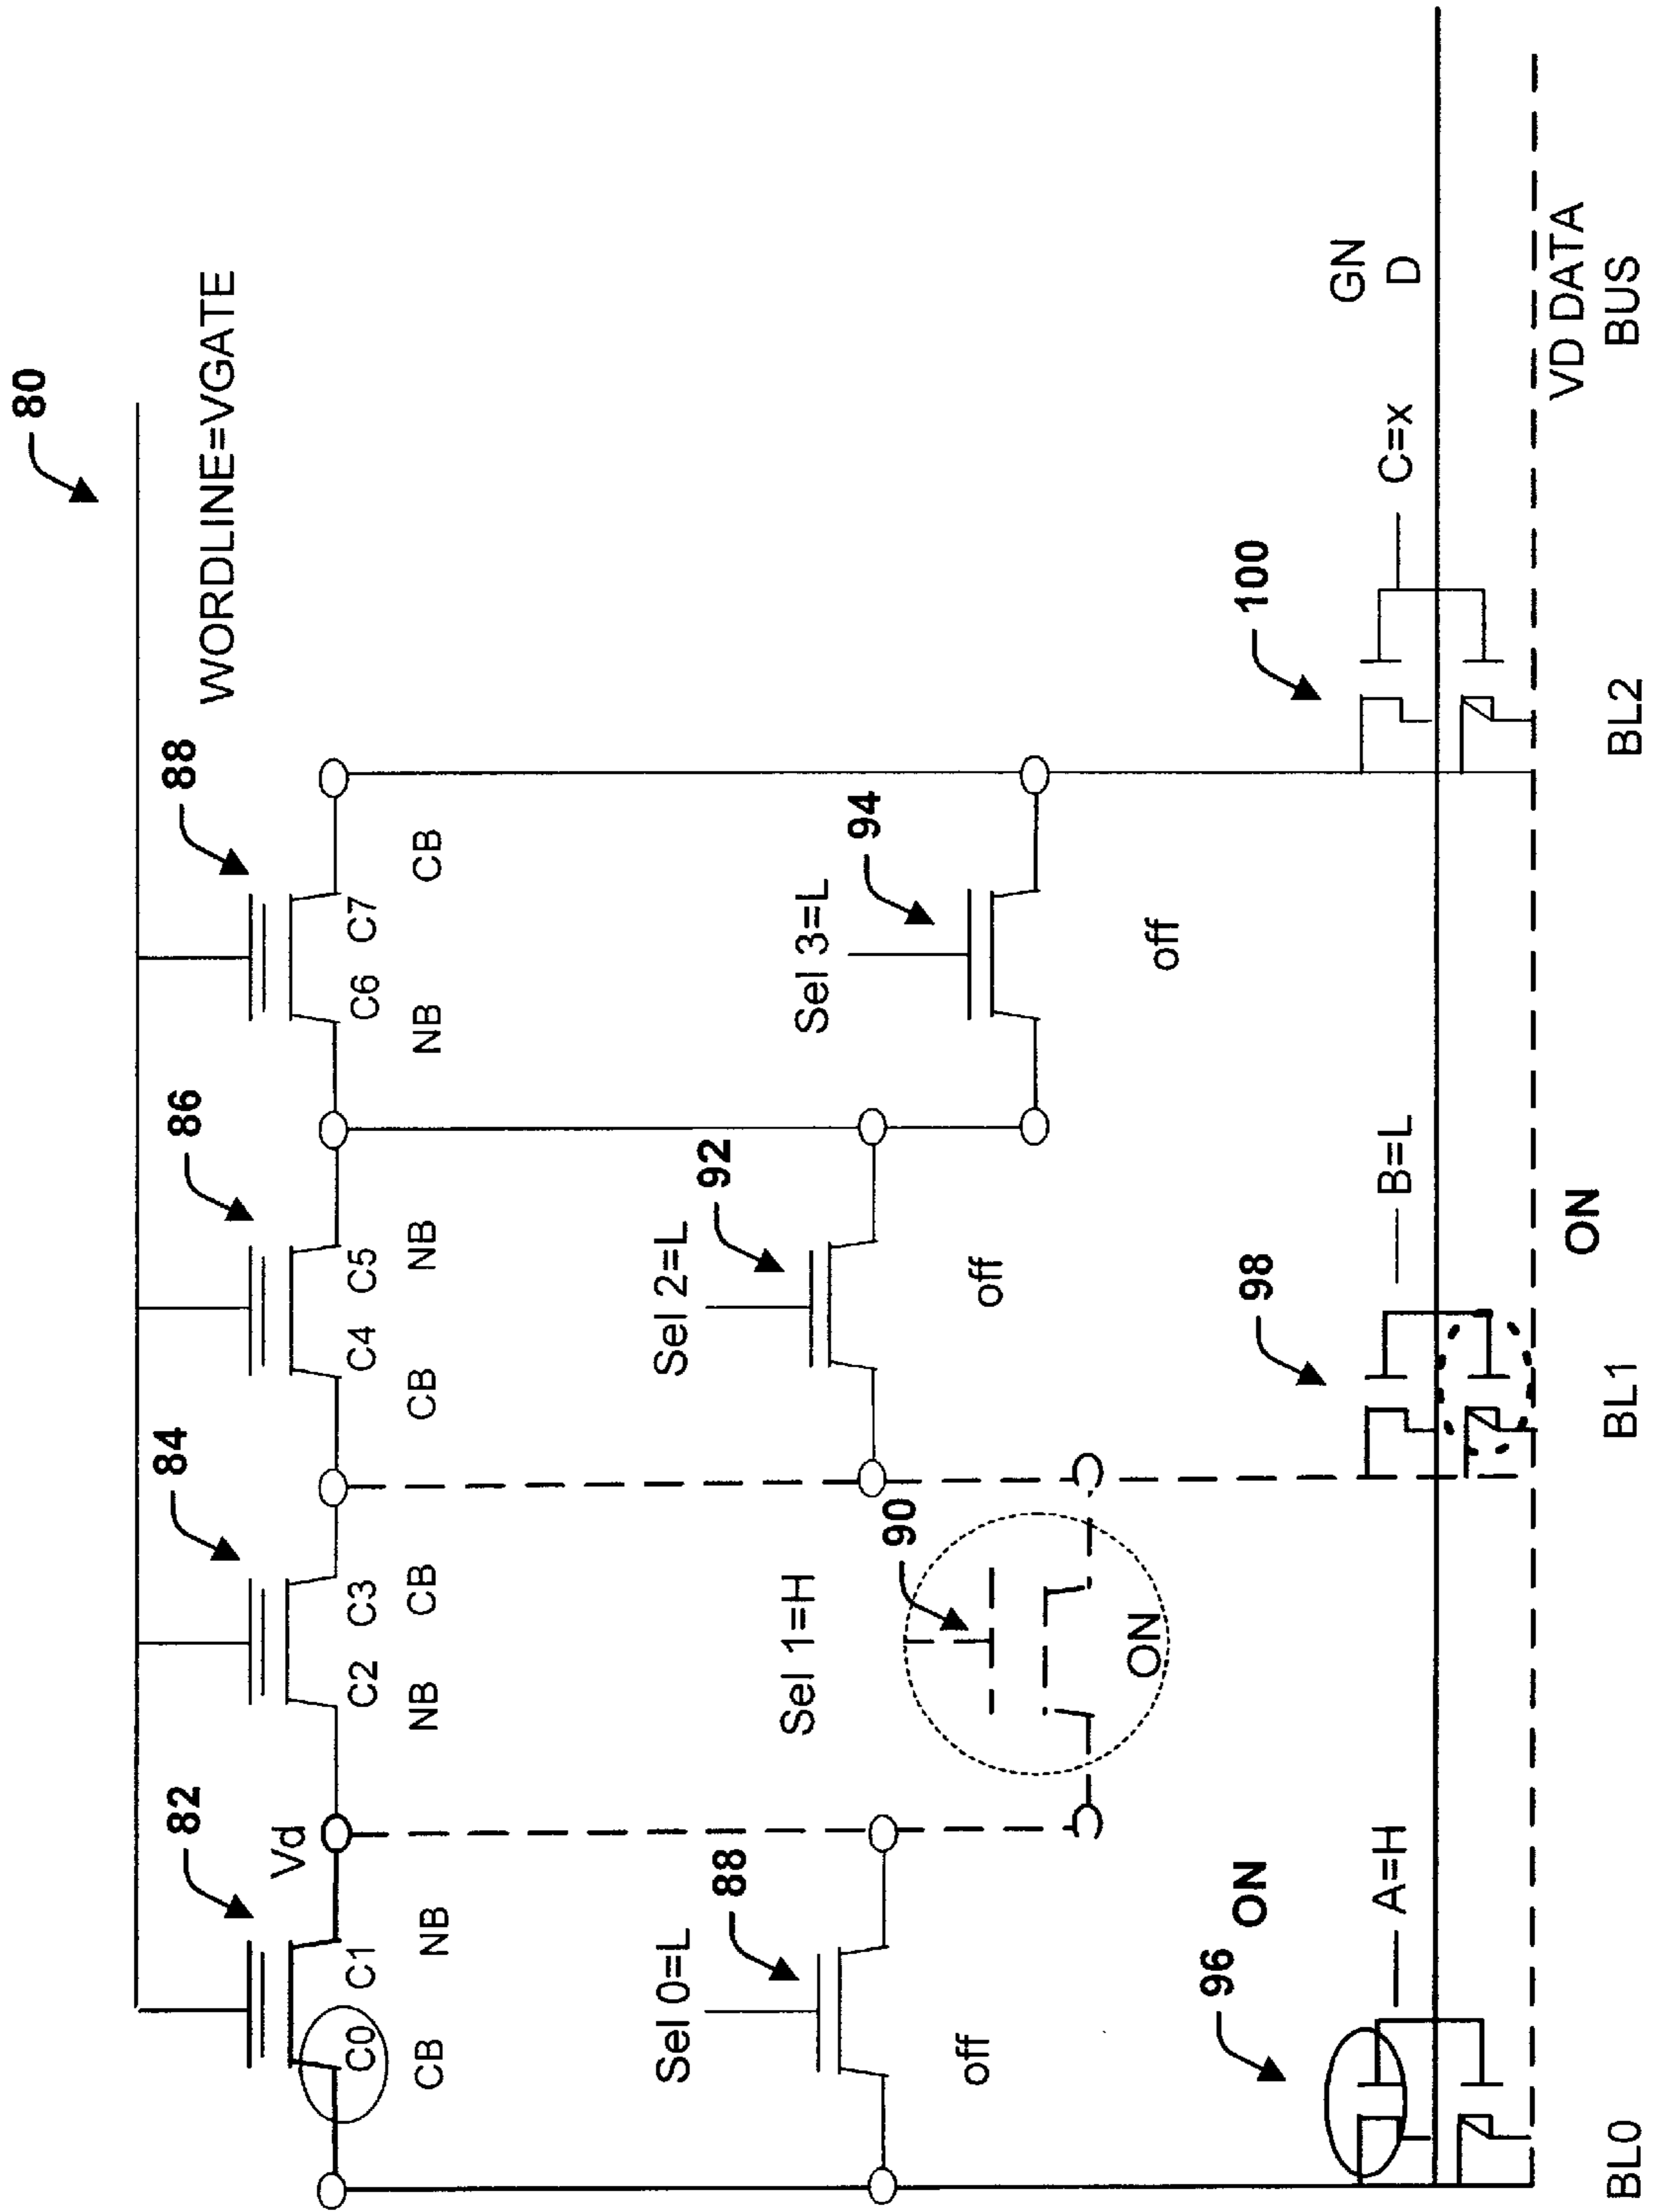 80
WORDLINE=VGATE
82
84
86
88
Vd
C0 C1
C2 C3
C4 C5
C6 C7
CB NB
NB CB
CB NB
NB CB
Sel 0=L
88
off
Sel 1=H
90
ON
Sel 2=L
92
off
Sel 3=L
94
off
96
ON
A=H
98
B=L
100
C=x
GN
D
ON
VD DATA
BUS
BL0
BL1
BL2